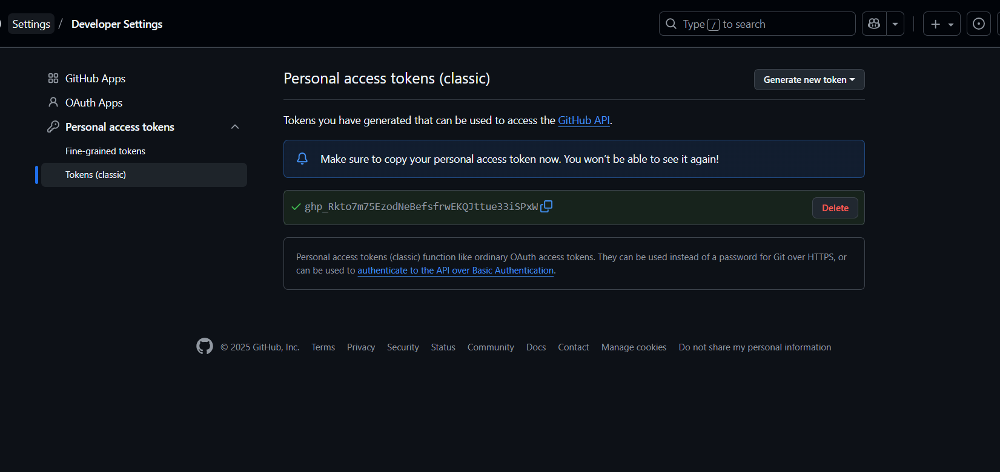 Settings / Developer Settings
Type / to search
GitHub Apps
OAuth Apps
Personal access tokens
Fine-grained tokens
Tokens (classic)
Personal access tokens (classic)
Generate new token
Tokens you have generated that can be used to access the GitHub API.
Make sure to copy your personal access token now. You won’t be able to see it again!
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
Delete
Personal access tokens (classic) function like ordinary OAuth access tokens. They can be used instead of a password for Git over HTTPS, or
can be used to authenticate to the API over Basic Authentication.
© 2025 GitHub, Inc. Terms Privacy Security Status Community Docs Contact Manage cookies Do not share my personal information